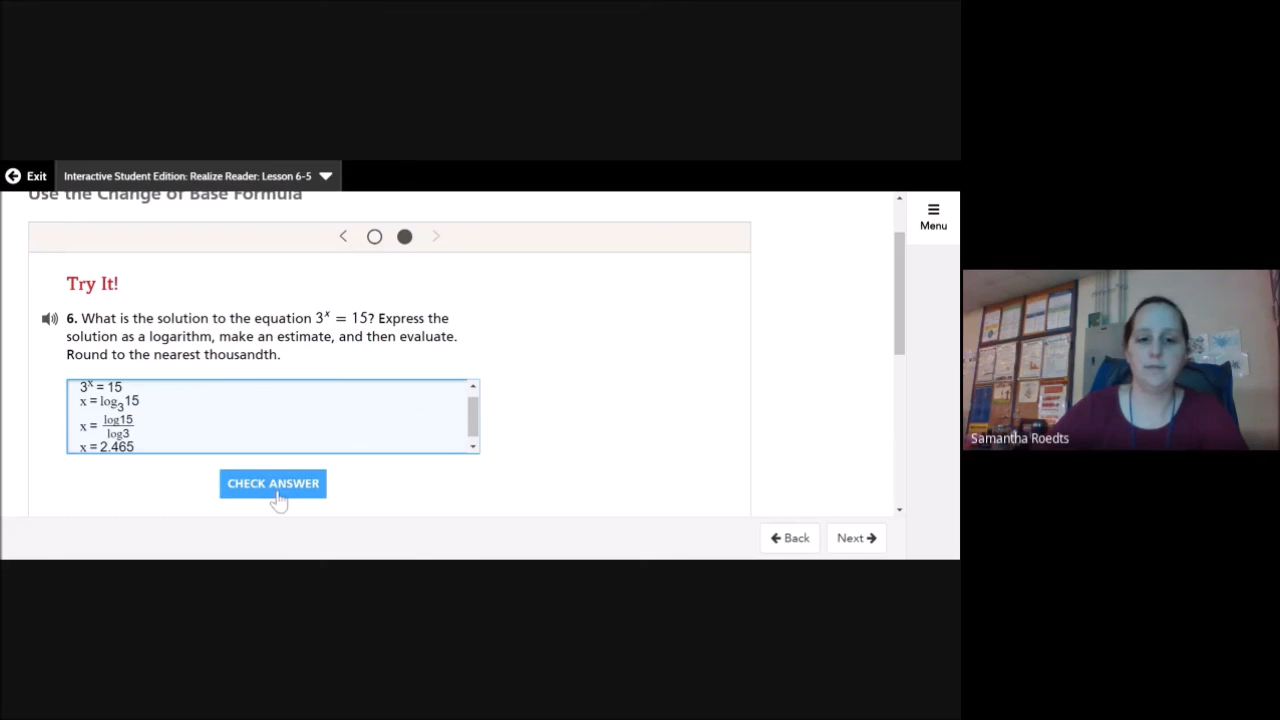 Exit Interactive Student Edition: Realize Reader: Lesson 6-5
Use the Change of Base Formula
Menu
Try It!
6. What is the solution to the equation 3ˣ = 15? Express the
solution as a logarithm, make an estimate, and then evaluate.
Round to the nearest thousandth.
3ˣ = 15
x = log₃15
x = log15/log3
x = 2.465
CHECK ANSWER
Back Next
Samantha Roedts